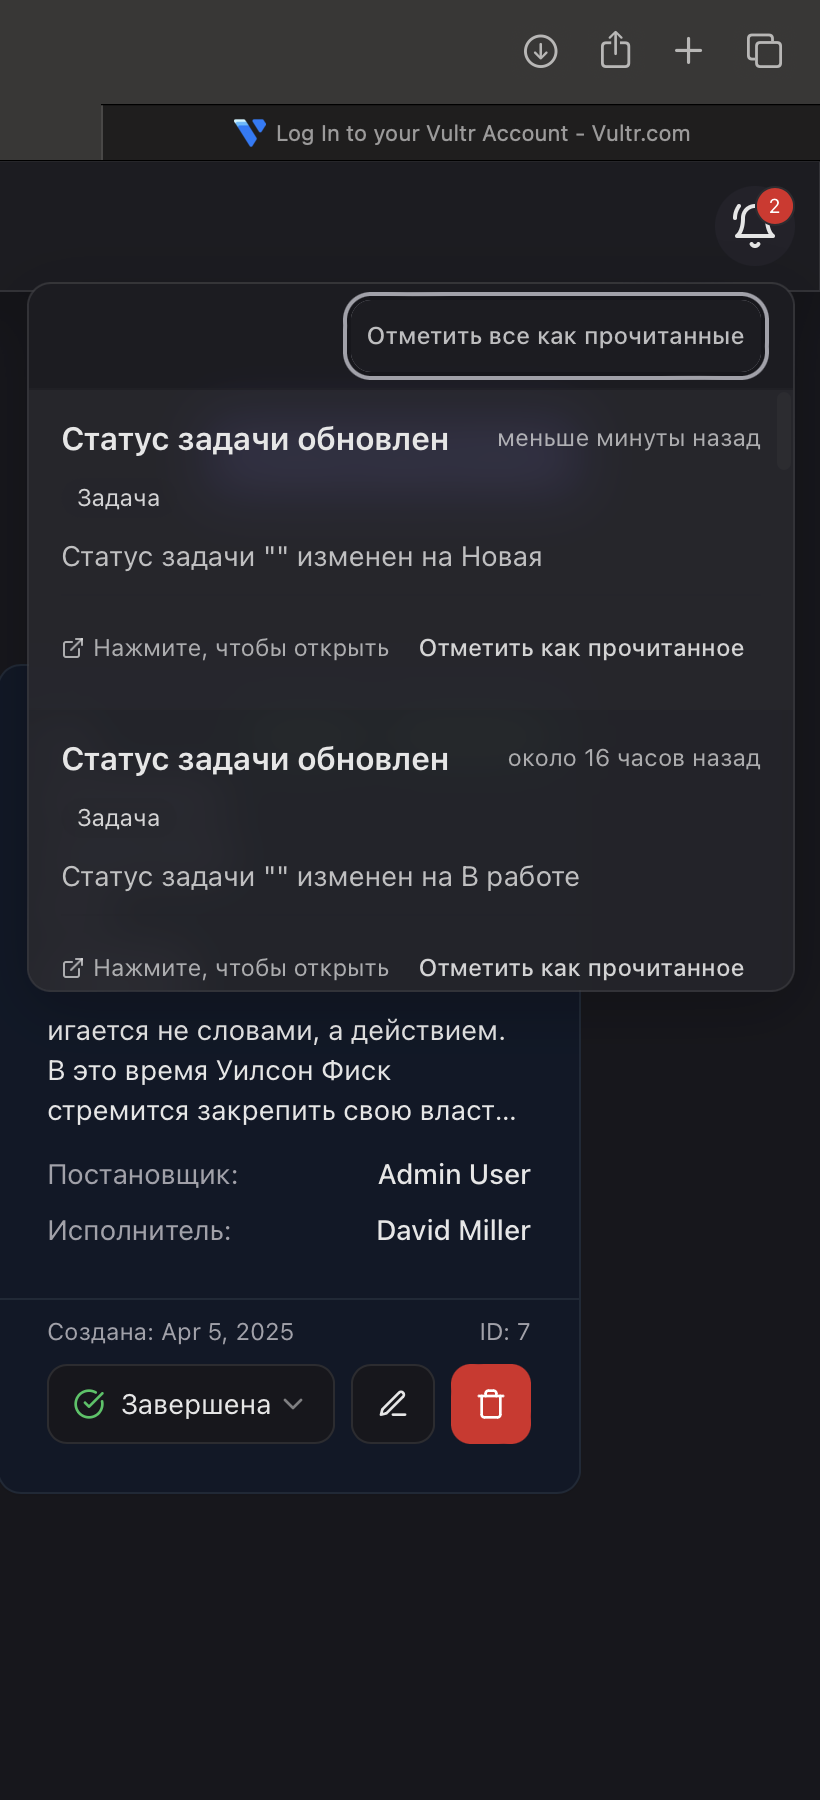 Log In to your Vultr Account - Vultr.com
2
Отметить все как прочитанные
Статус задачи обновлен меньше минуты назад
Задача
Статус задачи "" изменен на Новая
Нажмите, чтобы открыть Отметить как прочитанное
Статус задачи обновлен около 16 часов назад
Задача
Статус задачи "" изменен на В работе
Нажмите, чтобы открыть Отметить как прочитанное
игается не словами, а действием.
В это время Уилсон Фиск
стремится закрепить свою власт...
Постановщик: Admin User
Исполнитель: David Miller
Создана: Apr 5, 2025 ID: 7
Завершена